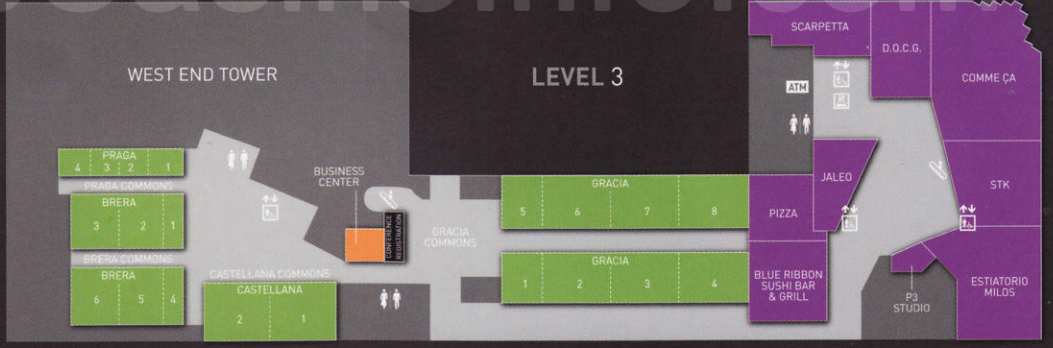 WEST END TOWER
LEVEL 3
SCARPETTA
D.O.C.G.
COMME ÇA
ATM
PRAGA
4 3 2 1
PRAGA COMMONS
BRERA
3 2 1
BRERA COMMONS
BRERA
6 5 4
CASTELLANA COMMONS
CASTELLANA
2 1
BUSINESS
CENTER
CONFERENCE
REGISTRATION
GRACIA
COMMONS
GRACIA
5 6 7 8
GRACIA
1 2 3 4
PIZZA
JALEO
STK
BLUE RIBBON
SUSHI BAR
& GRILL
P3
STUDIO
ESTIATORIO
MILOS